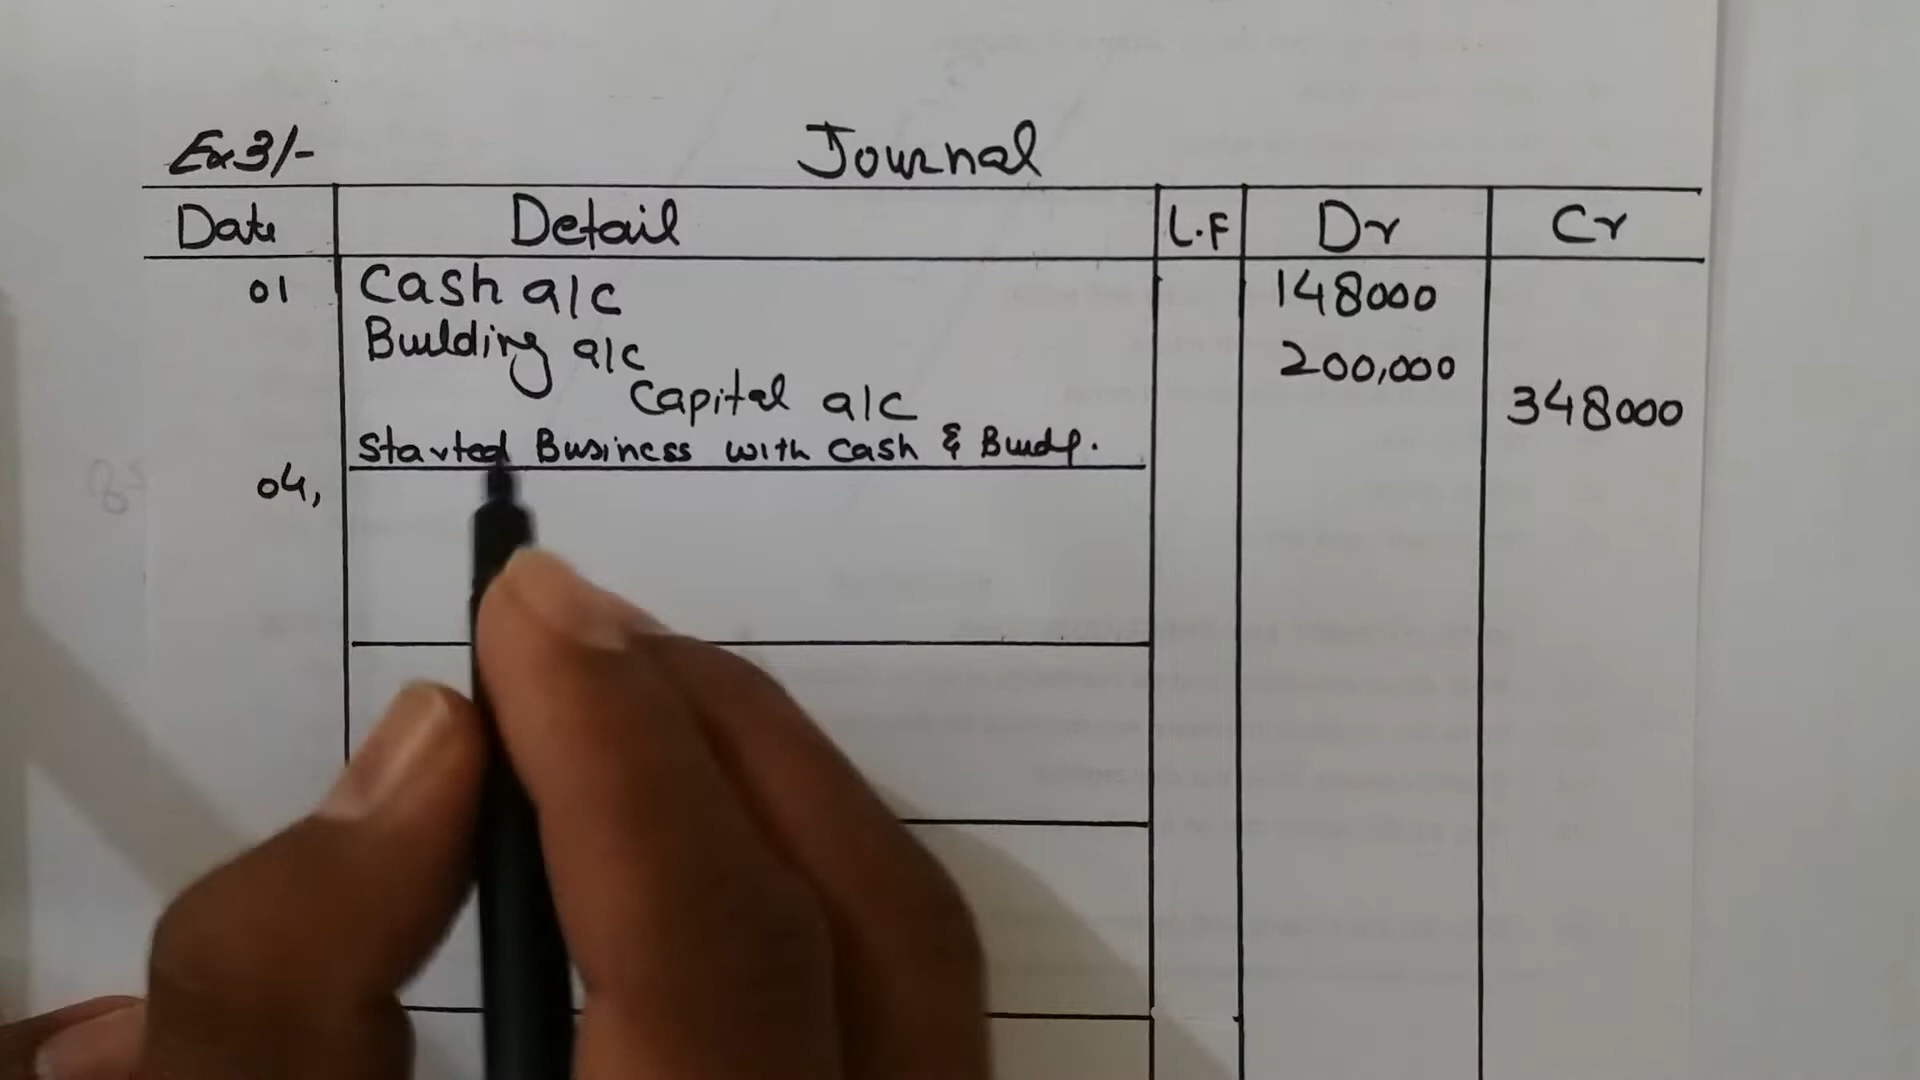 Ex3/-
Journal
Date Detail L.F Dr Cr
01 Cash a/c 148000
Building a/c 200,000
Capital a/c 348000
Started Business with Cash &
04,